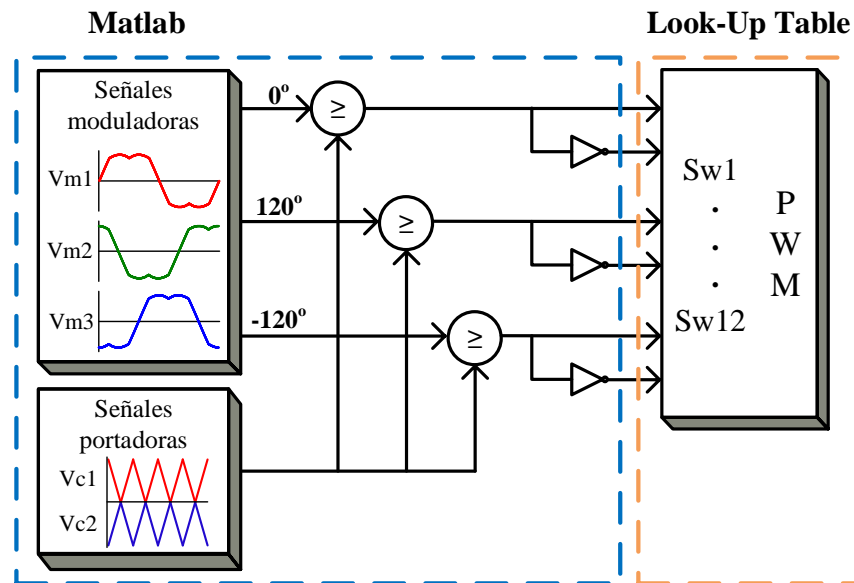 Matlab
Look-Up Table
Señales
moduladoras
Vm1
Vm2
Vm3
0º
120º
-120º
≥
≥
≥
Señales
portadoras
Vc1
Vc2
Sw1
.
.
.
Sw12
P
W
M